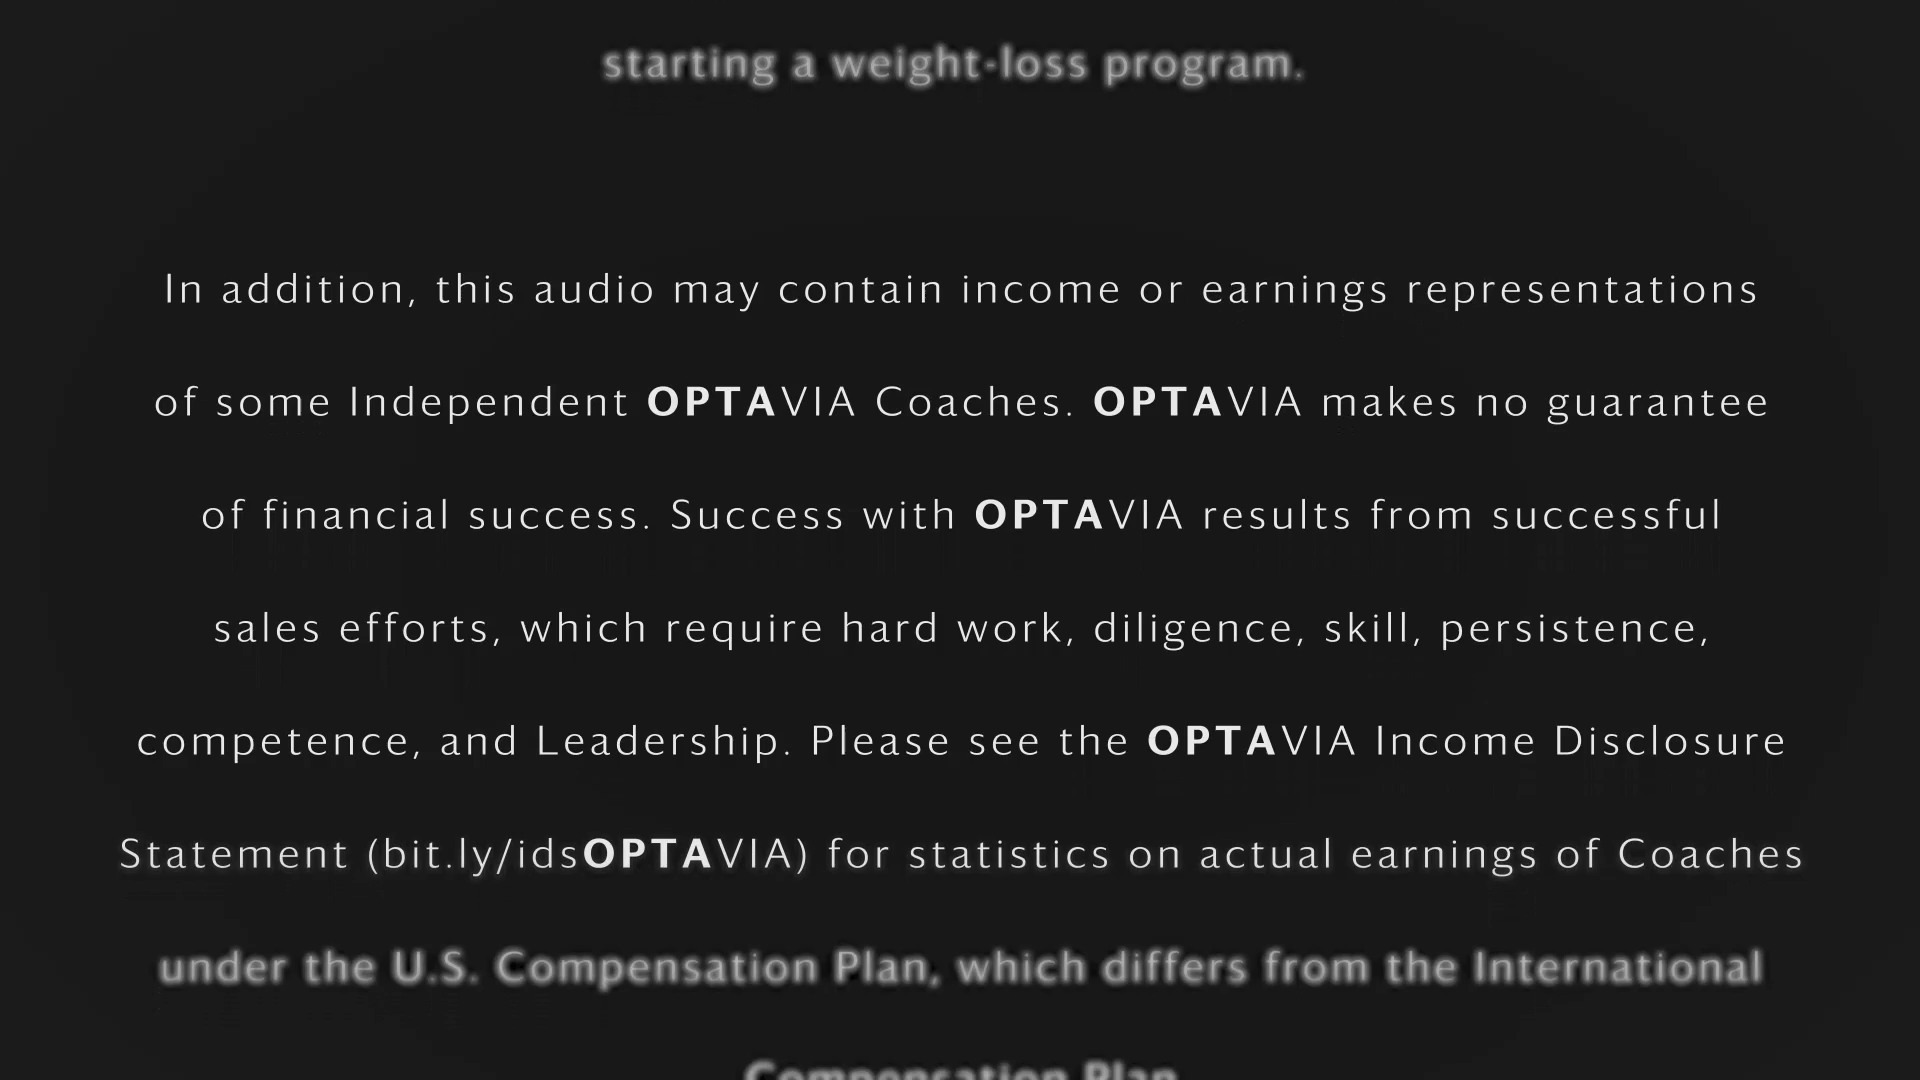 starting a weight-loss program.
In addition, this audio may contain income or earnings representations
of some Independent OPTAVIA Coaches. OPTAVIA makes no guarantee
of financial success. Success with OPTAVIA results from successful
sales efforts, which require hard work, diligence, skill, persistence,
competence, and Leadership. Please see the OPTAVIA Income Disclosure
Statement (bit.ly/idsOPTAVIA) for statistics on actual earnings of Coaches
under the U.S. Compensation Plan, which differs from the International
Compensation Plan